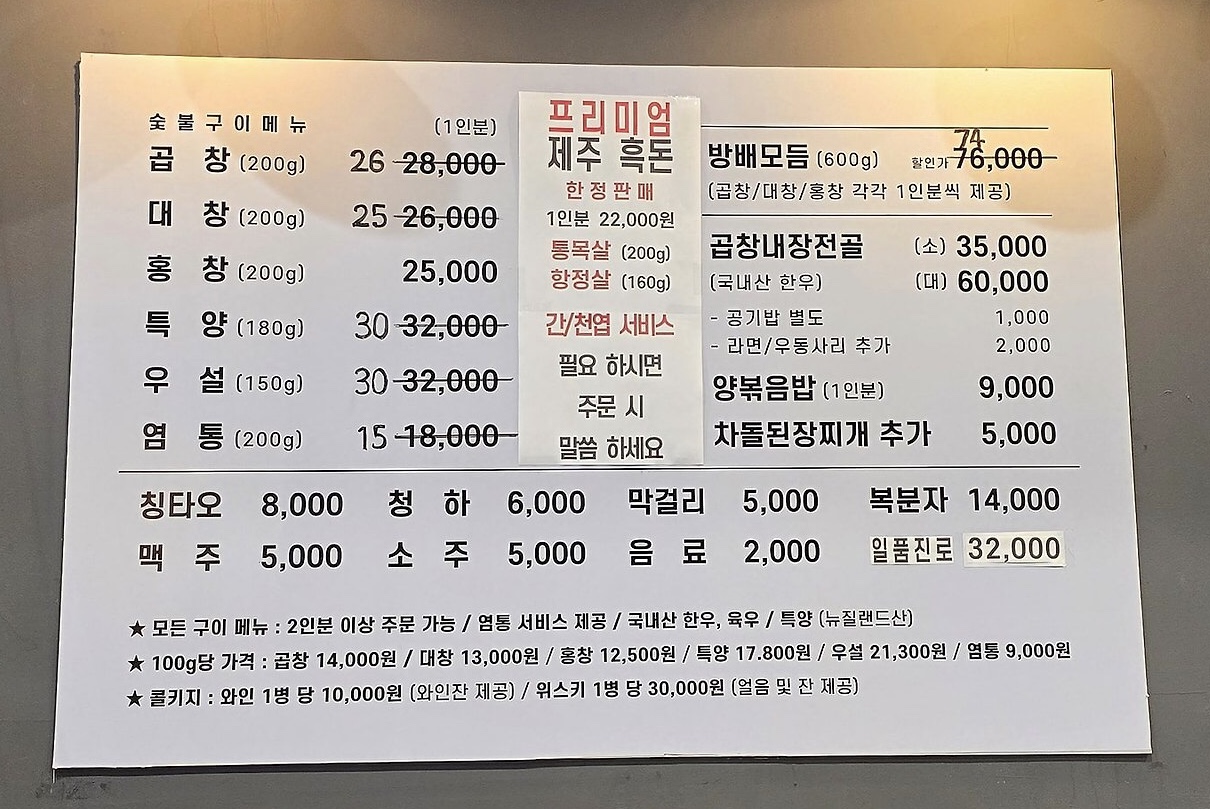 숯불구이메뉴 (1인분)
곱 창 (200g) 26 28,000
대 창 (200g) 25 26,000
홍 창 (200g) 25,000
특 양 (180g) 30 32,000
우 설 (150g) 30 32,000
염 통 (200g) 15 18,000
프리미엄
제주 흑돈
한정판매
1인분 22,000원
통목살 (200g)
항정살 (160g)
간/천엽 서비스
필요 하시면
주문 시
말씀 하세요
74
방배모듬 (600g) 할인가 76,000
(곱창/대창/홍창 각각 1인분씩 제공)
곱창내장전골 (소) 35,000
(국내산 한우) (대) 60,000
- 공기밥 별도 1,000
- 라면/우동사리 추가 2,000
양볶음밥 (1인분) 9,000
차돌된장찌개 추가 5,000
칭타오 8,000 청 하 6,000 막걸리 5,000 복분자 14,000
맥 주 5,000 소 주 5,000 음 료 2,000 일품진로 32,000
★ 모든 구이 메뉴 : 2인분 이상 주문 가능 / 염통 서비스 제공 / 국내산 한우, 육우 / 특양 (뉴질랜드산)
★ 100g당 가격 : 곱창 14,000원 / 대창 13,000원 / 홍창 12,500원 / 특양 17.800원 / 우설 21,300원 / 염통 9,000원
★ 콜키지 : 와인 1병 당 10,000원 (와인잔 제공) / 위스키 1병 당 30,000원 (얼음 및 잔 제공)